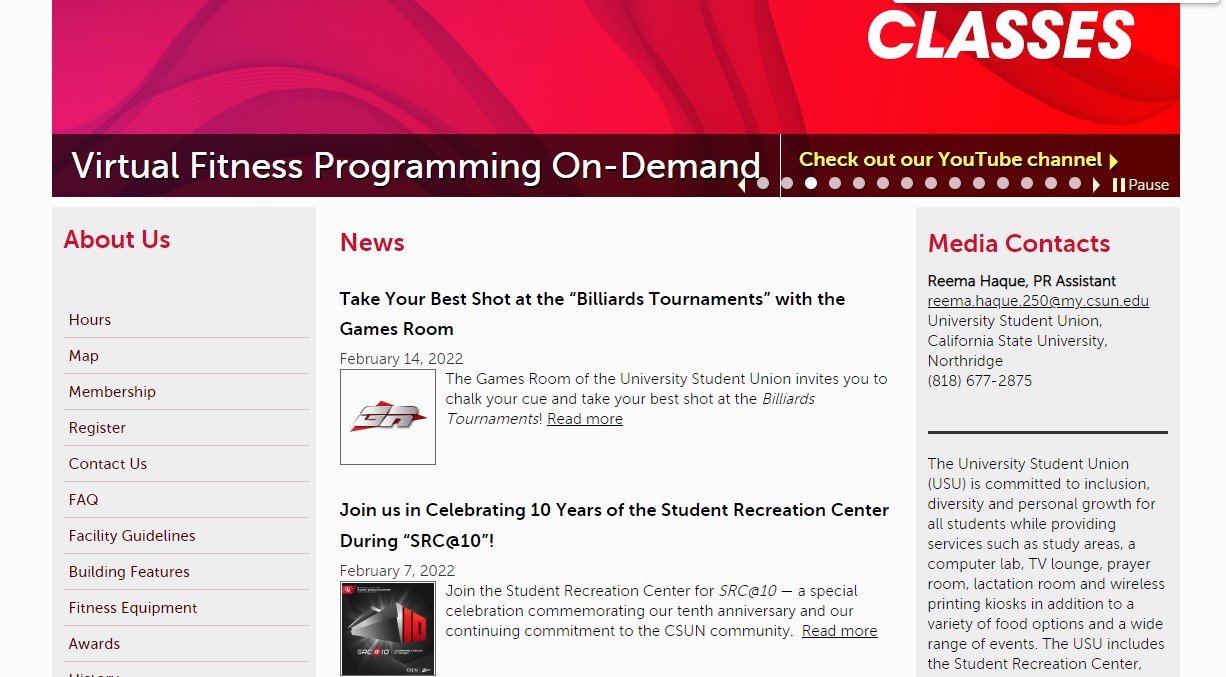 CLASSES
Virtual Fitness Programming On-Demand
Check out our YouTube channel
Pause
About Us
Hours
Map
Membership
Register
Contact Us
FAQ
Facility Guidelines
Building Features
Fitness Equipment
Awards
News
Take Your Best Shot at the “Billiards Tournaments” with the
Games Room
February 14, 2022
GR
The Games Room of the University Student Union invites you to
chalk your cue and take your best shot at the Billiards
Tournaments! Read more
Join us in Celebrating 10 Years of the Student Recreation Center
During “SRC@10”!
February 7, 2022
10
SRC@10
CSUN
Join the Student Recreation Center for SRC@10 — a special
celebration commemorating our tenth anniversary and our
continuing commitment to the CSUN community. Read more
Media Contacts
Reema Haque, PR Assistant
reema.haque.250@my.csun.edu
University Student Union,
California State University,
Northridge
(818) 677-2875
The University Student Union
(USU) is committed to inclusion,
diversity and personal growth for
all students while providing
services such as study areas, a
computer lab, TV lounge, prayer
room, lactation room and wireless
printing kiosks in addition to a
variety of food options and a wide
range of events. The USU includes
the Student Recreation Center,